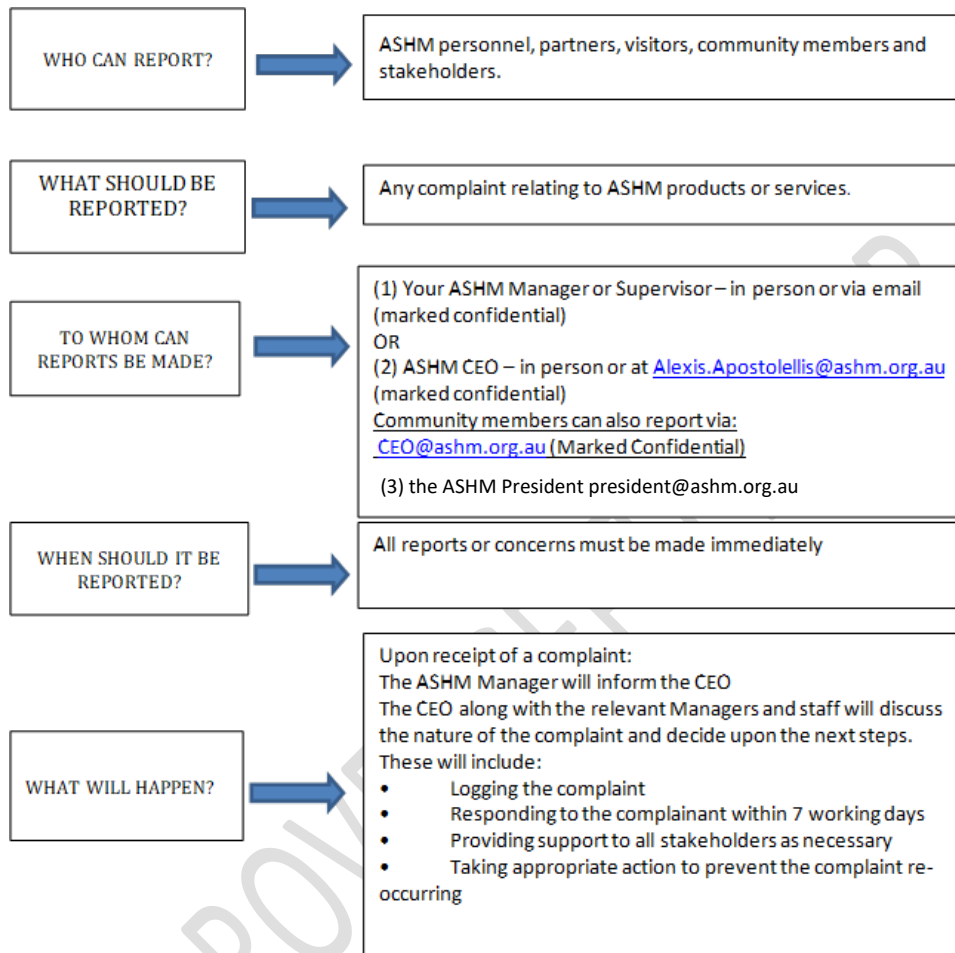 WHO CAN REPORT?
ASHM personnel, partners, visitors, community members and
stakeholders.
WHAT SHOULD BE
REPORTED?
Any complaint relating to ASHM products or services.
TO WHOM CAN
REPORTS BE MADE?
(1) Your ASHM Manager or Supervisor – in person or via email
(marked confidential)
OR
(2) ASHM CEO – in person or at Alexis.Apostolellis@ashm.org.au
(marked confidential)
Community members can also report via:
CEO@ashm.org.au (Marked Confidential)
(3) the ASHM President president@ashm.org.au
WHEN SHOULD IT BE
REPORTED?
All reports or concerns must be made immediately
WHAT WILL HAPPEN?
Upon receipt of a complaint:
The ASHM Manager will inform the CEO
The CEO along with the relevant Managers and staff will discuss
the nature of the complaint and decide upon the next steps.
These will include:
• Logging the complaint
• Responding to the complainant within 7 working days
• Providing support to all stakeholders as necessary
• Taking appropriate action to prevent the complaint re-
occurring